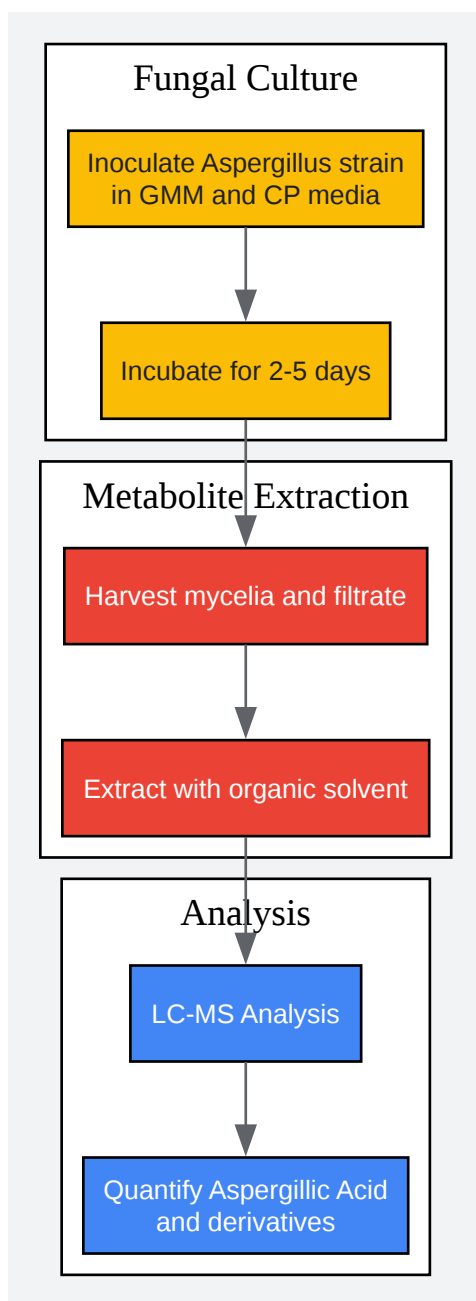 Fungal Culture
Inoculate Aspergillus strain
in GMM and CP media
Incubate for 2-5 days
Metabolite Extraction
Harvest mycelia and filtrate
Extract with organic solvent
Analysis
LC-MS Analysis
Quantify Aspergillic Acid
and derivatives